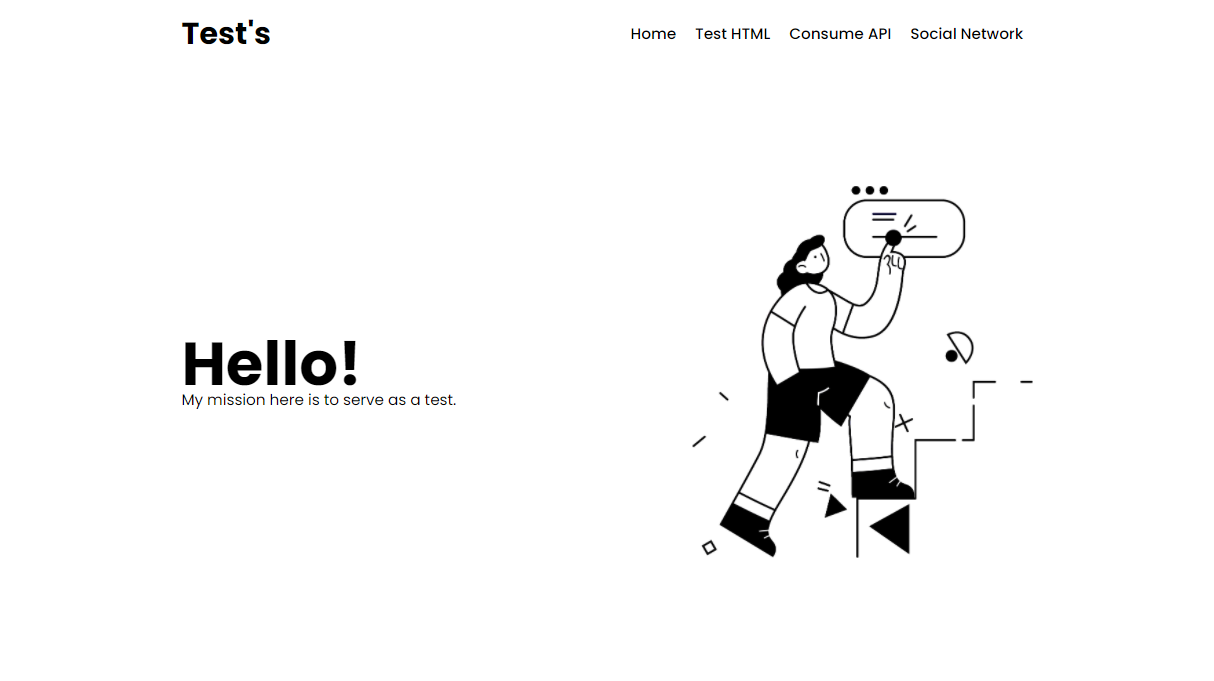 Test's
Home Test HTML Consume API Social Network
Hello!
My mission here is to serve as a test.